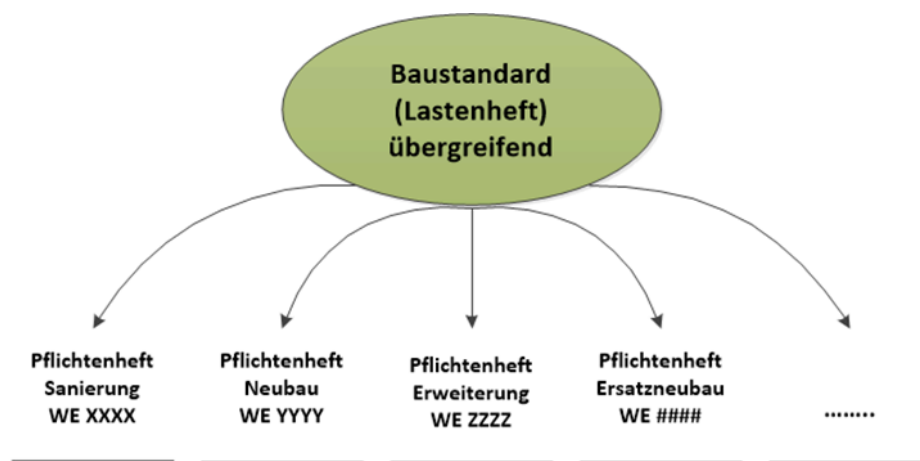 Baustandard
(Lastenheft)
übergreifend
Pflichtenheft
Sanierung
WE XXXX
Pflichtenheft
Neubau
WE YYYY
Pflichtenheft
Erweiterung
WE ZZZZ
Pflichtenheft
Ersatzneubau
WE ####
........